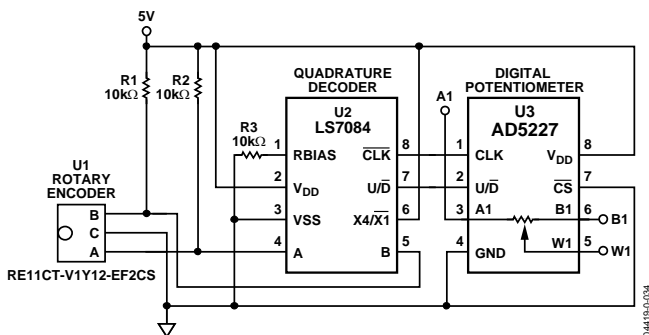 5V
R1
10kΩ
R2
10kΩ
QUADRATURE
DECODER
DIGITAL
POTENTIOMETER
A1
U2
LS7084
U3
AD5227
R3
10kΩ
1 RBIAS CLK 8
2 VDD U/D 7
3 VSS X4/X1 6
4 A B 5
1 CLK VDD 8
2 U/D CS 7
3 A1 B1 6
4 GND W1 5
B1
W1
U1
ROTARY
ENCODER
B
C
A
RE11CT-V1Y12-EF2CS
04419-0-034